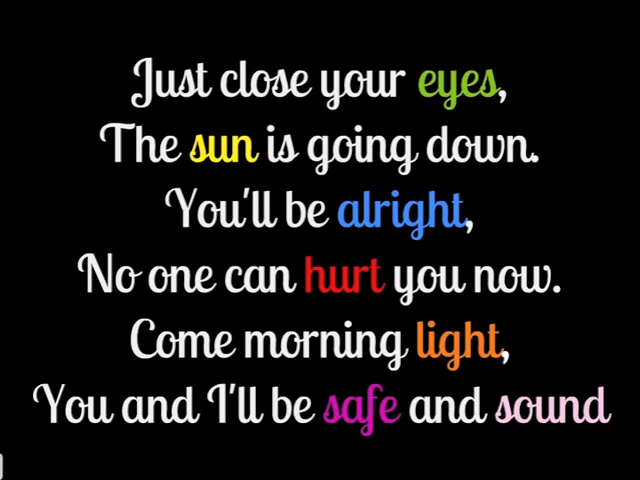 Just close your eyes,
The sun is going down.
You'll be alright,
No one can hurt you now.
Come morning light,
You and I'll be safe and sound